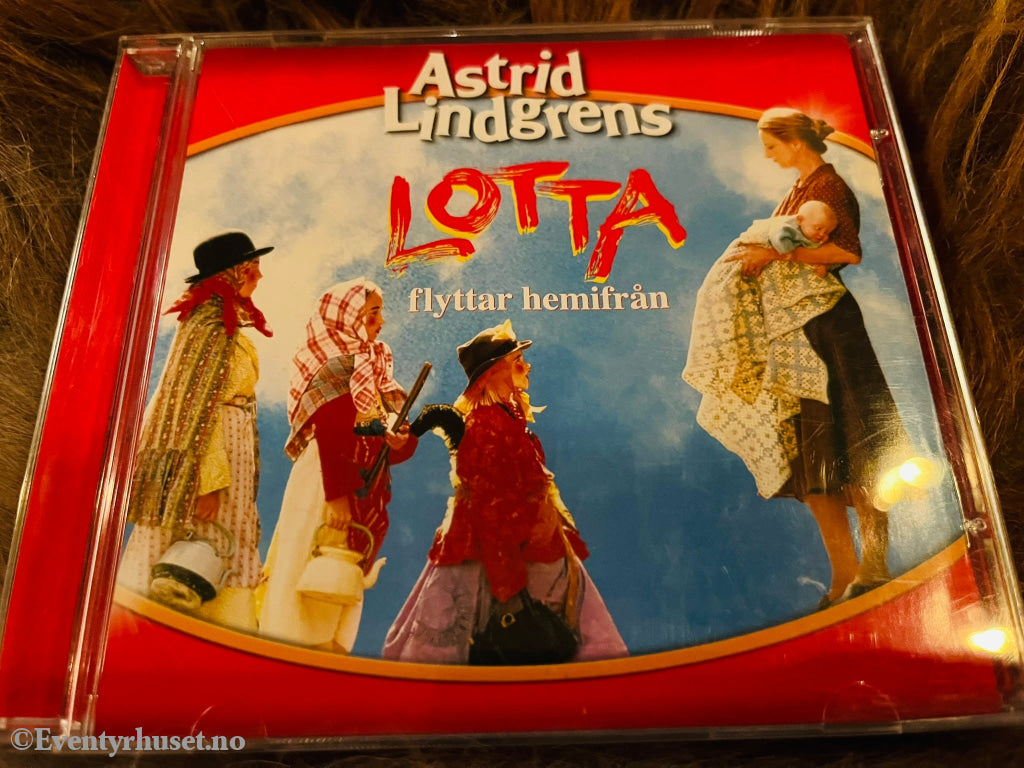 Astrid
Lindgrens
LOTTA
flyttar hemifrån
©Eventyrhuset.no